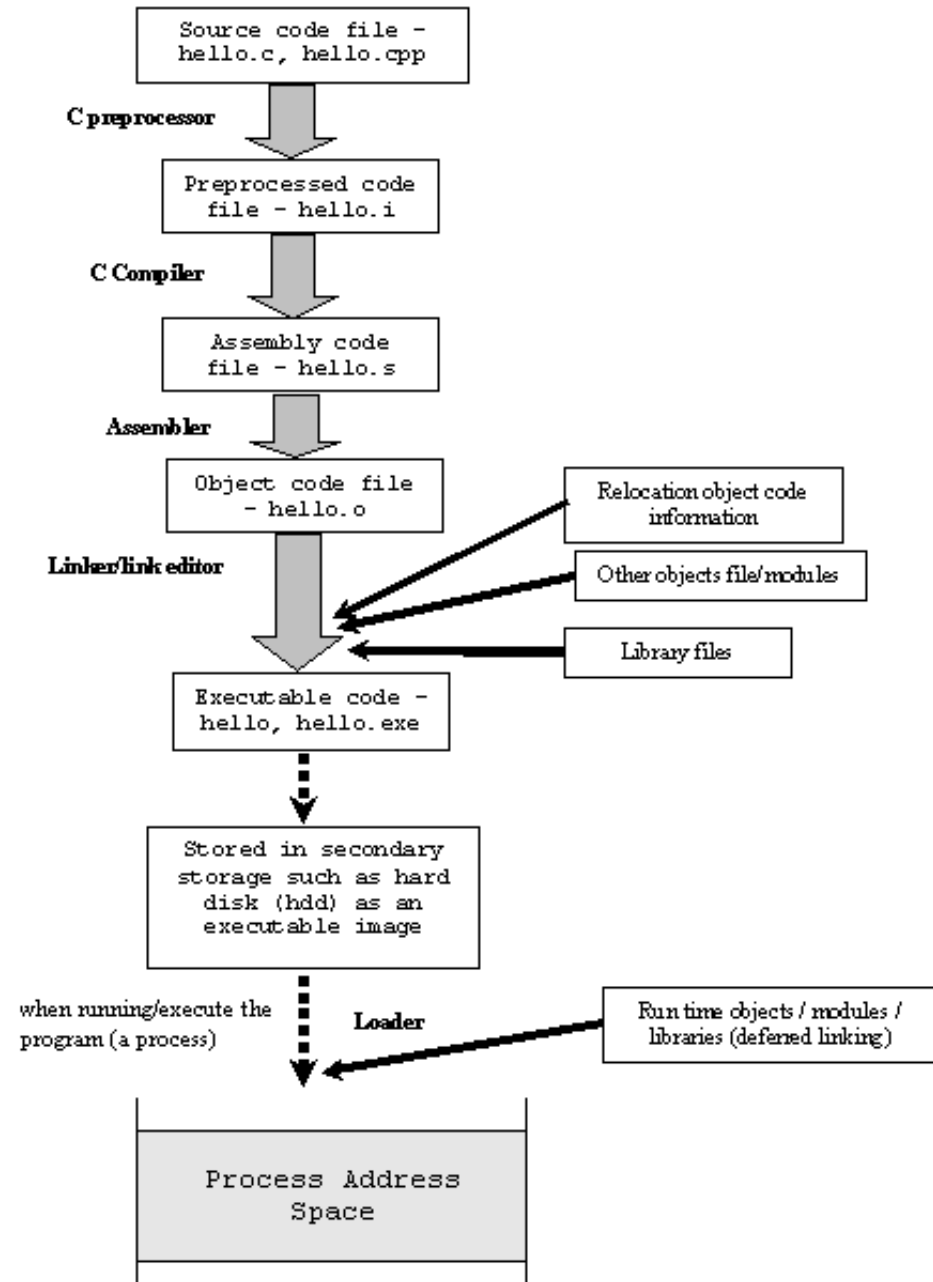 Source code file -
hello.c, hello.cpp
C preprocessor
Preprocessed code
file - hello.i
C Compiler
Assembly code
file - hello.s
Assembler
Object code file
- hello.o
Relocation object code
information
Linker/link editor
Other objects file/modules
Library files
Executable code -
hello, hello.exe
Stored in secondary
storage such as hard
disk (hdd) as an
executable image
when running/execute the
program (a process)
Loader
Run time objects / modules /
libraries (deferred linking)
Process Address
Space